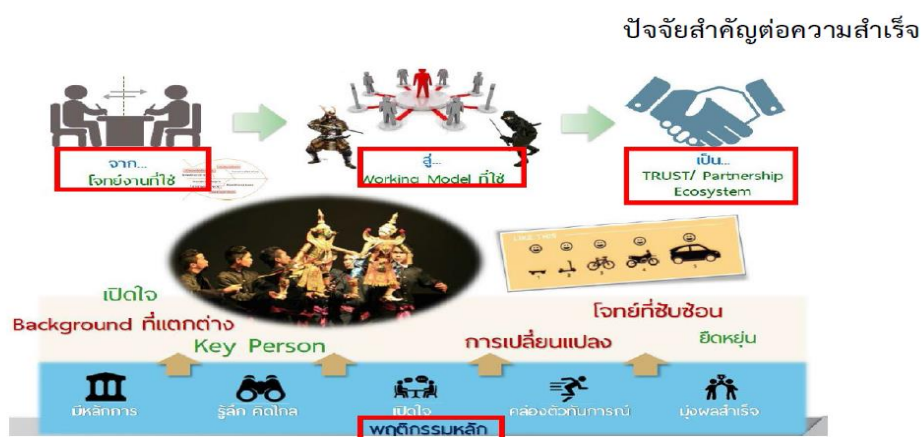 ปัจจัยสำคัญต่อความสำเร็จ
จาก...
โจทย์งานที่ใช้
สู่...
Working Model ที่ใช้
เป็น...
TRUST/ Partnership
Ecosystem
LIKE THIS
เปิดใจ
Background ที่แตกต่าง
Key Person
โจทย์ที่ซับซ้อน
การเปลี่ยนแปลง
ยืดหยุ่น
มีหลักการ
รู้ลึก คิดไกล
เปิดใจ
คล่องตัวทันการณ์
มุ่งผลสำเร็จ
พฤติกรรมหลัก